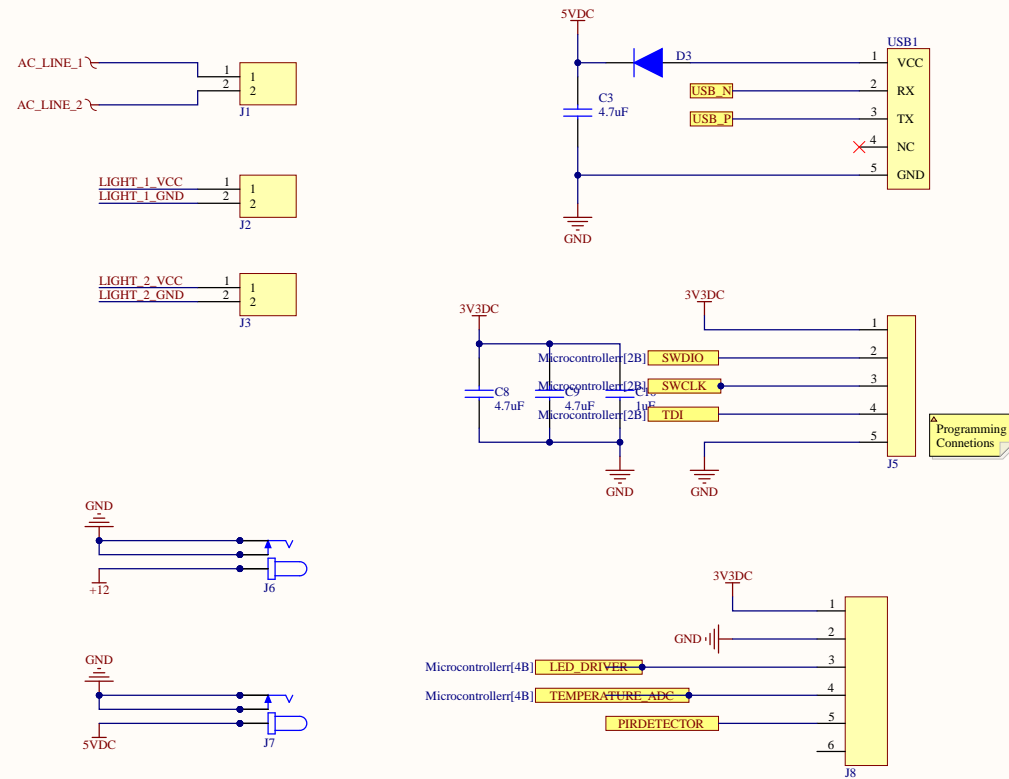 5VDC
AC_LINE_1
1
1
2
2
AC_LINE_2
J1
D3
USB1
1
VCC
USB_N
2
RX
C3
4.7uF
USB_P
3
TX
4
NC
5
GND
GND
LIGHT_1_VCC
1
1
LIGHT_1_GND
2
2
J2
LIGHT_2_VCC
1
1
LIGHT_2_GND
2
2
J3
3V3DC
3V3DC
1
Microcontrollerr[2B]
SWDIO
2
Microcontrollerr[2B]
SWCLK
3
C8
4.7uF
C9
4.7uF
1uF
Microcontrollerr[2B]
TDI
4
5
J5
GND
GND
Programming
Connetions
GND
+12
J6
GND
5VDC
J7
3V3DC
1
GND
2
Microcontrollerr[4B]
LED_DRIVER
3
Microcontrollerr[4B]
TEMPERATURE_ADC
4
PIRDETECTOR
5
6
J8